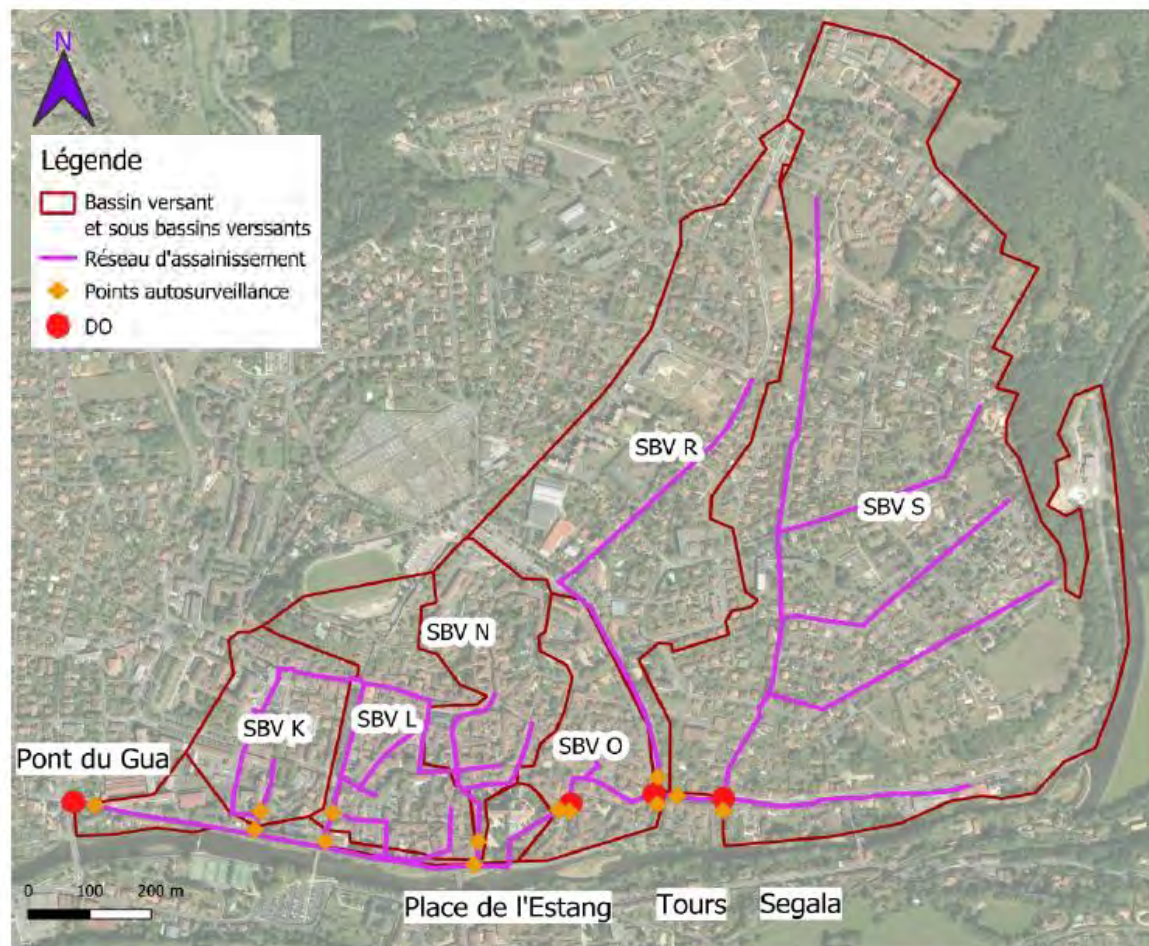 N
Légende
Bassin versant
et sous bassins verssants
Réseau d'assainissement
Points autosurveillance
DO
SBV R
SBV S
SBV N
SBV K
SBV L
SBV O
Pont du Gua
0 100 200 m
Place de l'Estang
Tours
Segala